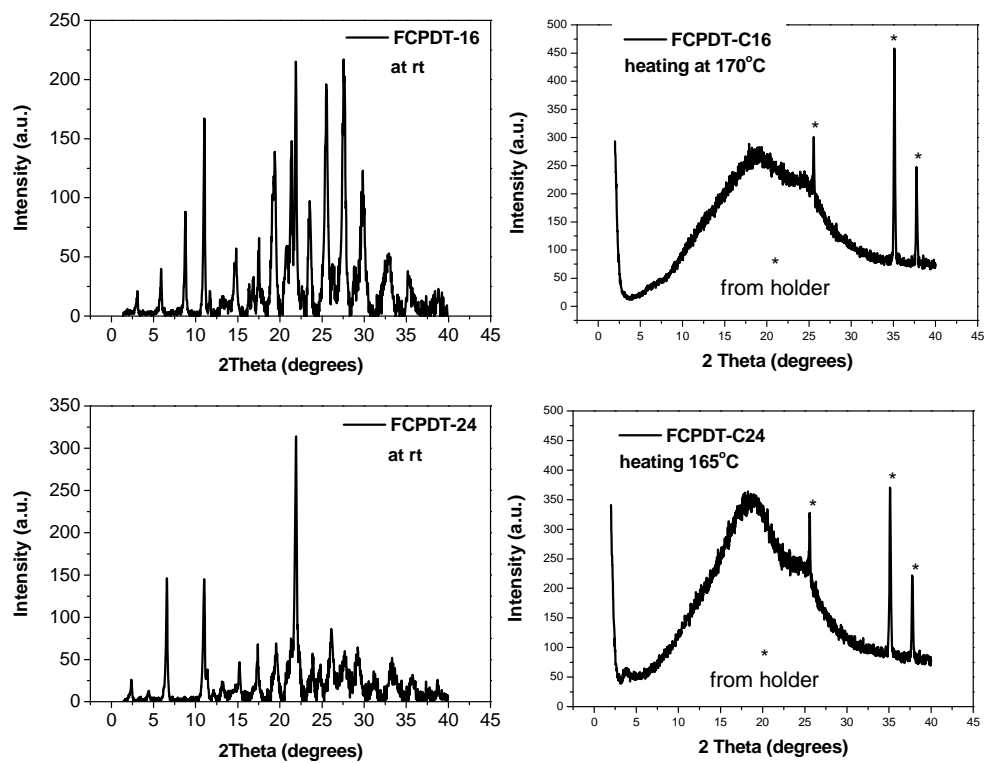 250
200
150
100
50
0
Intensity (a.u.)
FCPDT-16
at rt
0 5 10 15 20 25 30 35 40 45
2Theta (degrees)
500
450
400
350
300
250
200
150
100
50
0
Intensity (a.u.)
FCPDT-C16
heating at 170°C
*
*
*
*
from holder
0 5 10 15 20 25 30 35 40 45
2 Theta (degrees)
350
300
250
200
150
100
50
0
Intensity (a.u.)
FCPDT-24
at rt
0 5 10 15 20 25 30 35 40 45
2Theta (degrees)
500
450
400
350
300
250
200
150
100
50
0
Intensity (a.u.)
FCPDT-C24
heating 165°C
*
*
*
*
from holder
0 5 10 15 20 25 30 35 40 45
2 Theta (degrees)